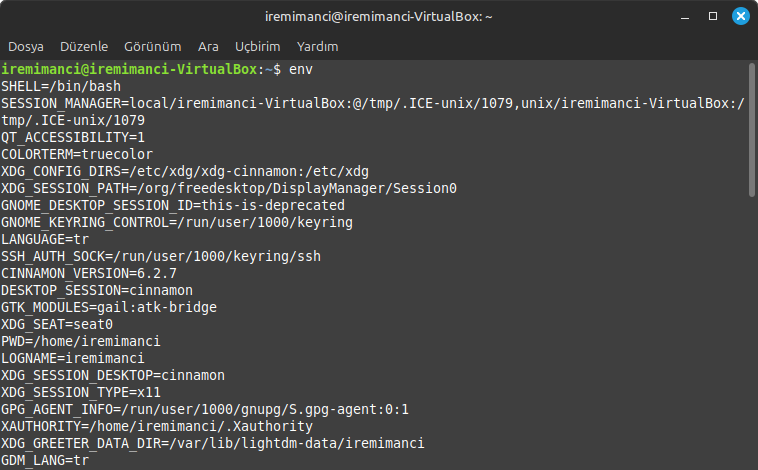 iremimanci@iremimanci-VirtualBox: ~
Dosya Düzenle Görünüm Ara Uçbirim Yardım
iremimanci@iremimanci-VirtualBox:~$ env
SHELL=/bin/bash
SESSION_MANAGER=local/iremimanci-VirtualBox:@/tmp/.ICE-unix/1079,unix/iremimanci-VirtualBox:/
tmp/.ICE-unix/1079
QT_ACCESSIBILITY=1
COLORTERM=truecolor
XDG_CONFIG_DIRS=/etc/xdg/xdg-cinnamon:/etc/xdg
XDG_SESSION_PATH=/org/freedesktop/DisplayManager/Session0
GNOME_DESKTOP_SESSION_ID=this-is-deprecated
GNOME_KEYRING_CONTROL=/run/user/1000/keyring
LANGUAGE=tr
SSH_AUTH_SOCK=/run/user/1000/keyring/ssh
CINNAMON_VERSION=6.2.7
DESKTOP_SESSION=cinnamon
GTK_MODULES=gail:atk-bridge
XDG_SEAT=seat0
PWD=/home/iremimanci
LOGNAME=iremimanci
XDG_SESSION_DESKTOP=cinnamon
XDG_SESSION_TYPE=x11
GPG_AGENT_INFO=/run/user/1000/gnupg/S.gpg-agent:0:1
XAUTHORITY=/home/iremimanci/.Xauthority
XDG_GREETER_DATA_DIR=/var/lib/lightdm-data/iremimanci
GDM_LANG=tr